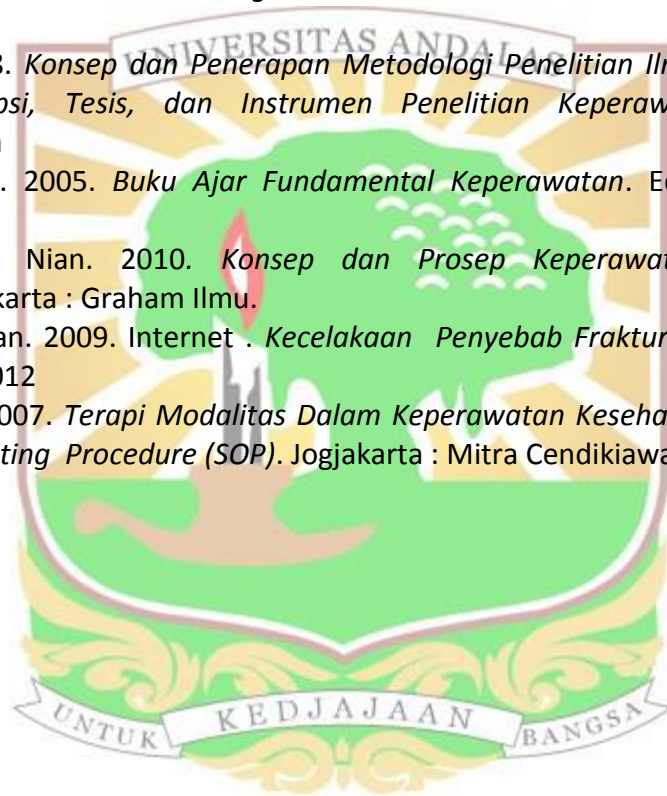 UNIVERSITAS ANDALAS
3. Konsep dan Penerapan Metodologi Penelitian Ilm
psi, Tesis, dan Instrumen Penelitian Keperaw
. 2005. Buku Ajar Fundamental Keperawatan. E
Nian. 2010. Konsep dan Prosep Keperawat
karta : Graham Ilmu.
an. 2009. Internet . Kecelakaan Penyebab Fraktur
012
007. Terapi Modalitas Dalam Keperawatan Keseha
ting Procedure (SOP). Jogjakarta : Mitra Cendikiawa
UNTUK KEDJAJAAN BANGSA